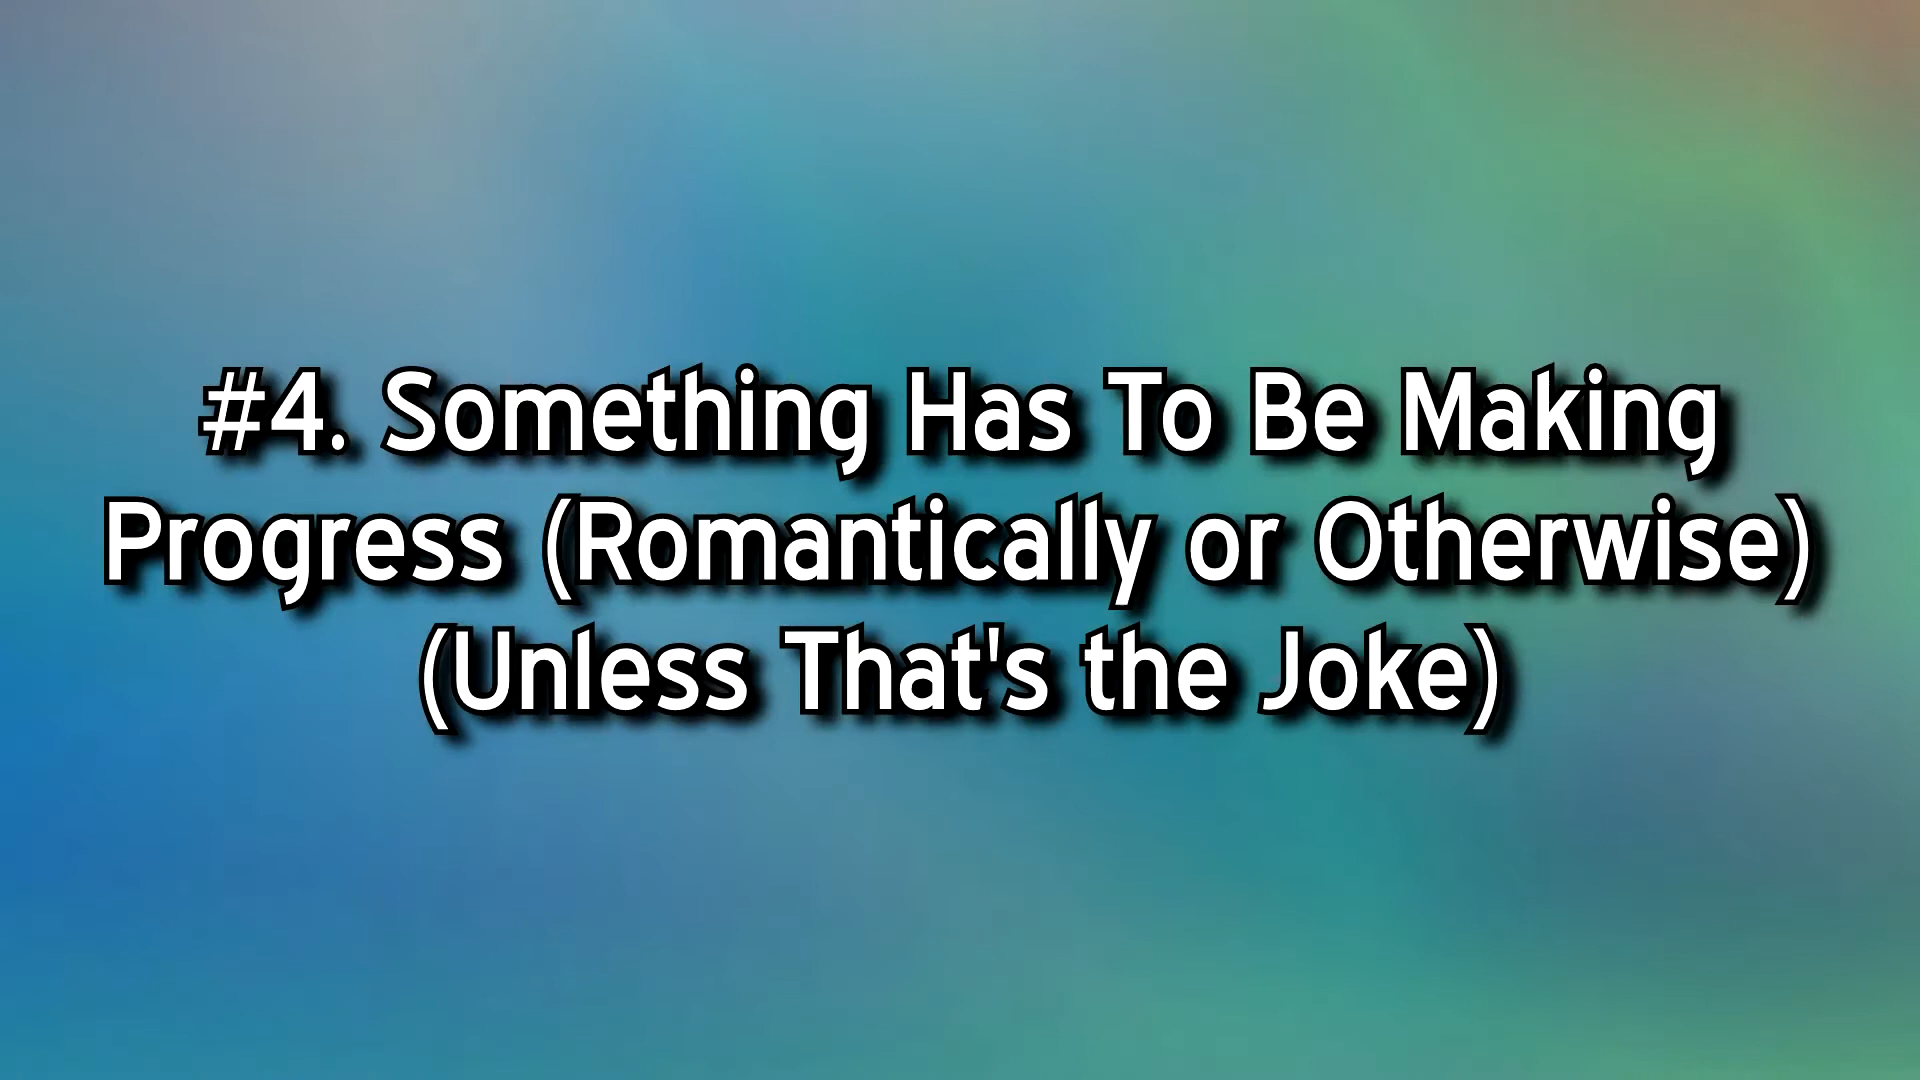 #4. Something Has To Be Making
Progress (Romantically or Otherwise)
(Unless That's the Joke)